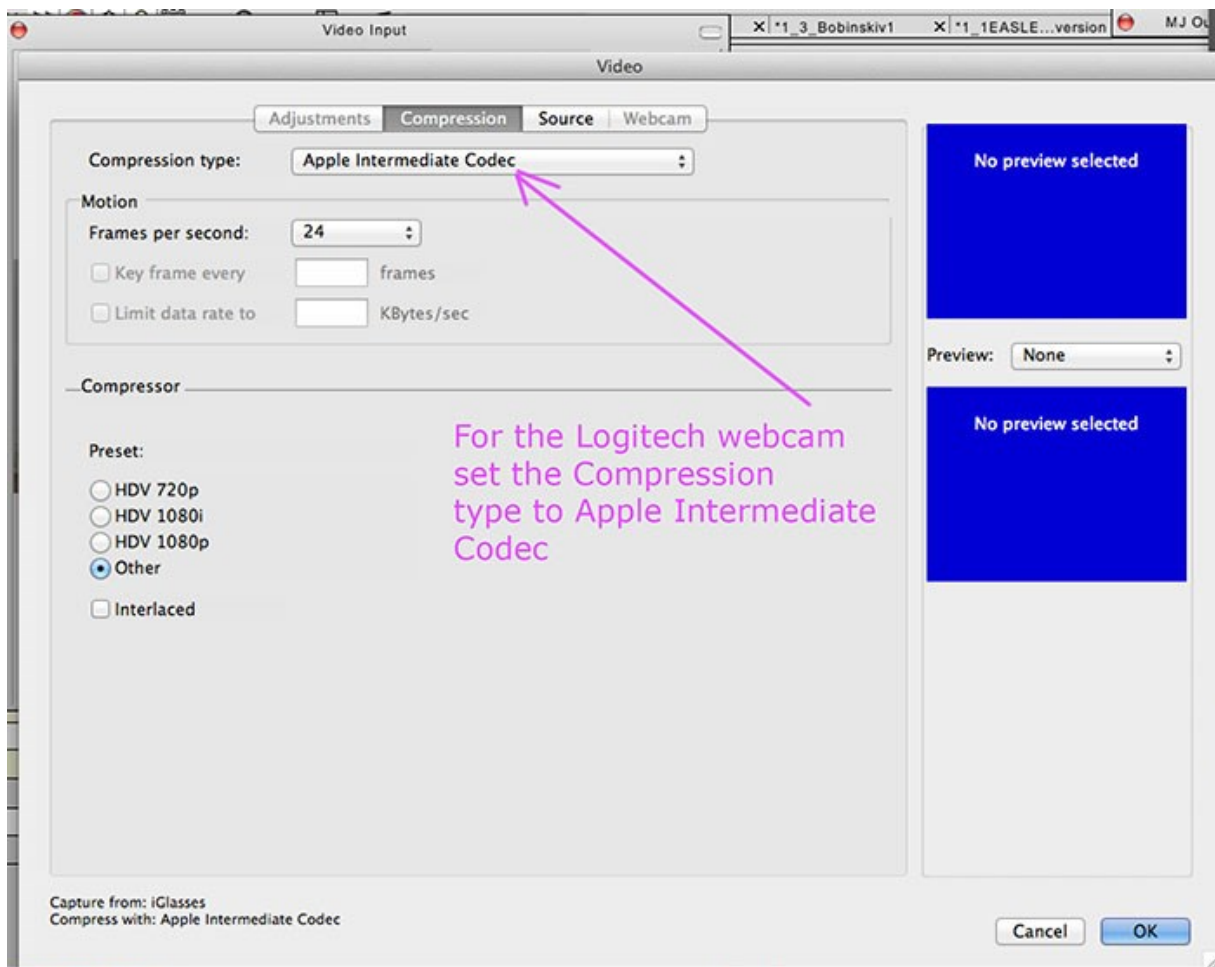 Video Input
*1_3_Bobinskiv1
*1_1EASLE...version
MJ
Video
Adjustments Compression Source Webcam
Compression type: Apple Intermediate Codec
No preview selected
Motion
Frames per second: 24
Key frame every frames
Limit data rate to KBytes/sec
Preview: None
Compressor
No preview selected
For the Logitech webcam
set the Compression
type to Apple Intermediate
Codec
Preset:
HDV 720p
HDV 1080i
HDV 1080p
Other
Interlaced
Capture from: iGlasses
Compress with: Apple Intermediate Codec
Cancel OK